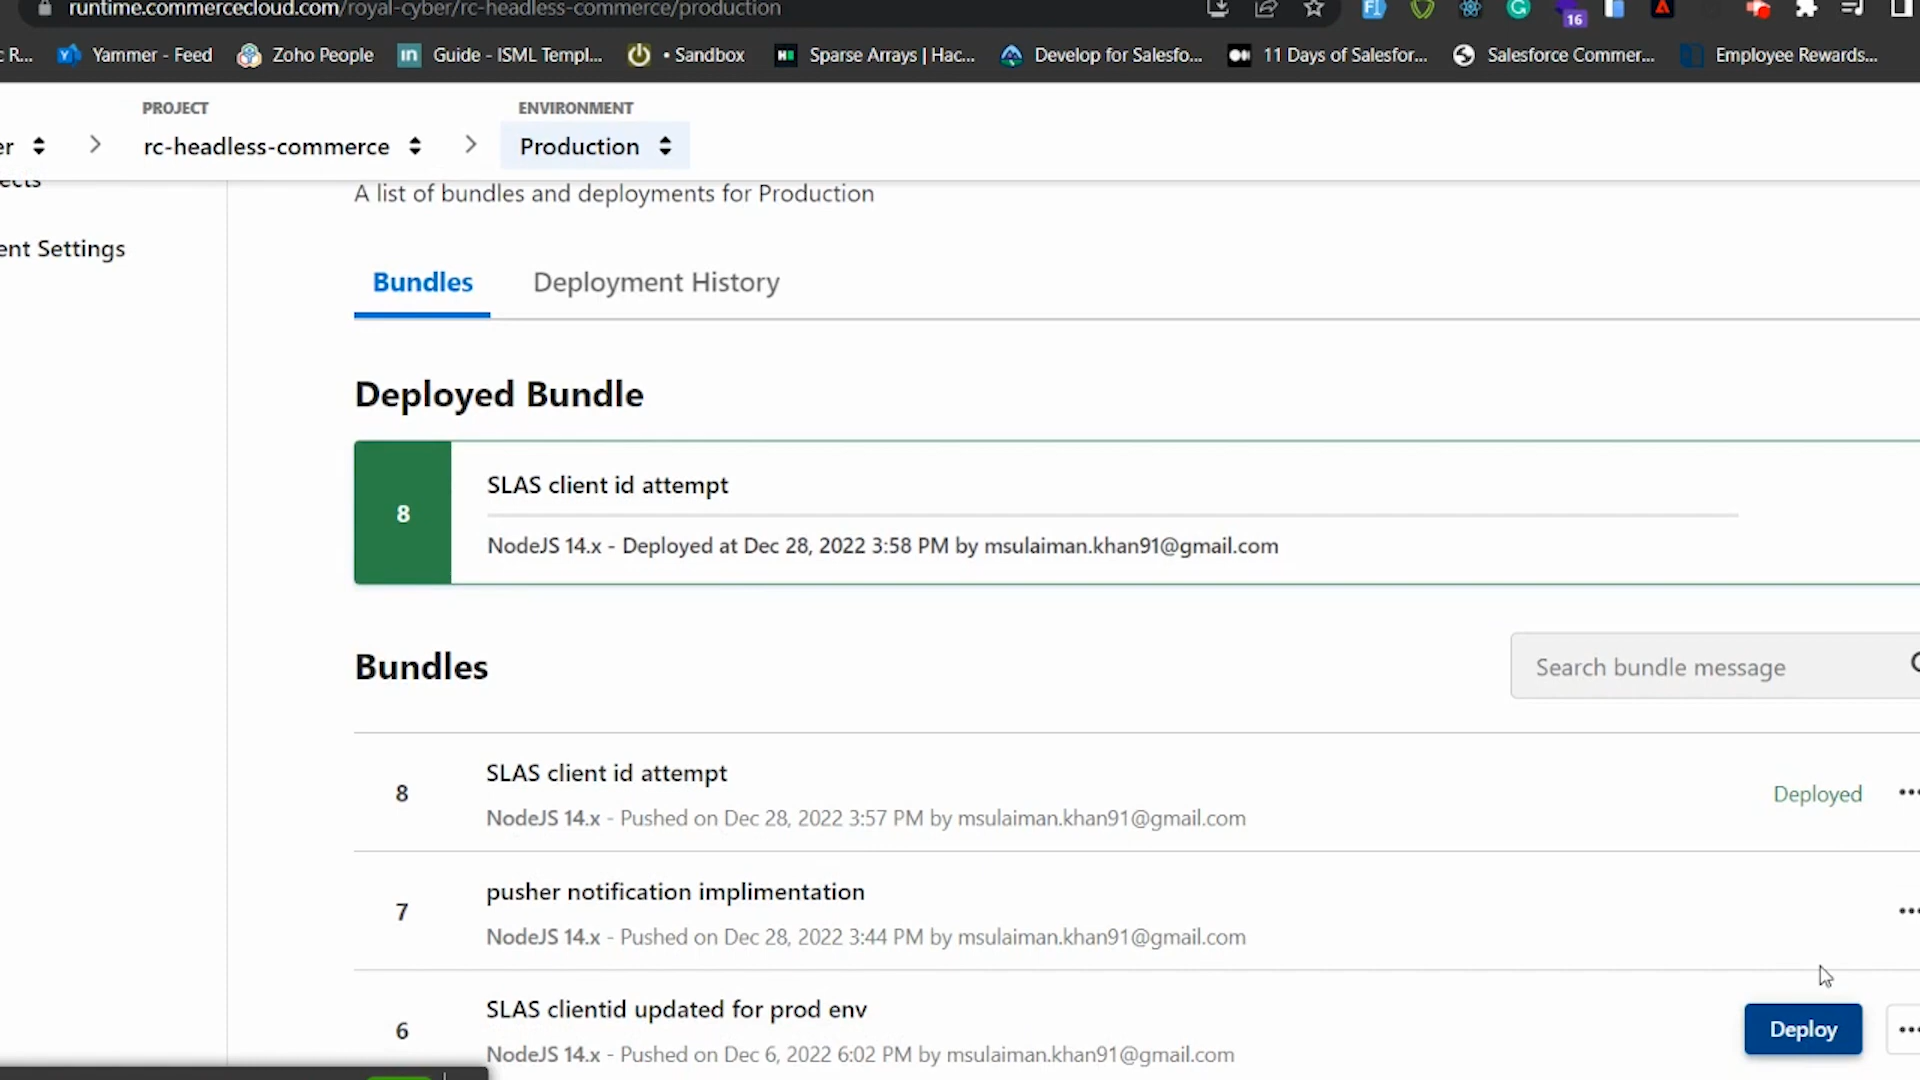 runtime.commercecloud.com/royal-cyber/rc-headless-commerce/production
16
R...
Yammer - Feed
Zoho People
in Guide - ISML Templ...
• Sandbox
Sparse Arrays | Hac...
Develop for Salesfo...
11 Days of Salesfor...
Salesforce Commer...
Employee Rewards...
PROJECT
ENVIRONMENT
er
rc-headless-commerce
Production
ects
A list of bundles and deployments for Production
ent Settings
Bundles
Deployment History
Deployed Bundle
8
SLAS client id attempt
NodeJS 14.x - Deployed at Dec 28, 2022 3:58 PM by msulaiman.khan91@gmail.com
Bundles
Search bundle message
8
SLAS client id attempt
NodeJS 14.x - Pushed on Dec 28, 2022 3:57 PM by msulaiman.khan91@gmail.com
Deployed
7
pusher notification implimentation
NodeJS 14.x - Pushed on Dec 28, 2022 3:44 PM by msulaiman.khan91@gmail.com
6
SLAS clientid updated for prod env
NodeJS 14.x - Pushed on Dec 6, 2022 6:02 PM by msulaiman.khan91@gmail.com
Deploy